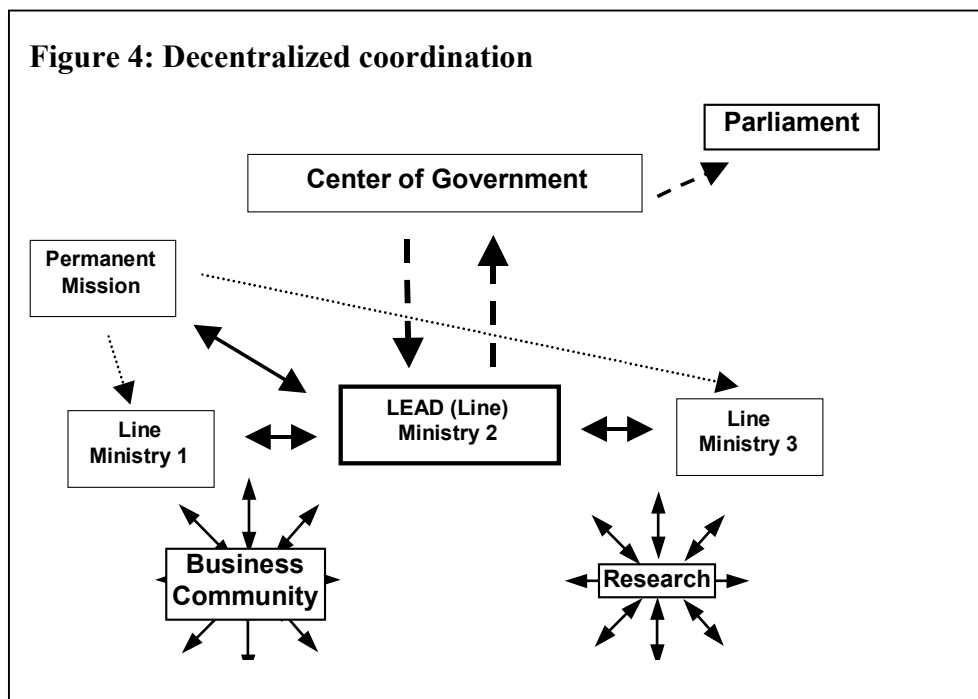 Figure 4: Decentralized coordination
Parliament
Center of Government
Permanent
Mission
LEAD (Line)
Ministry 2
Line
Ministry 1
Line
Ministry 3
Business
Community
Research